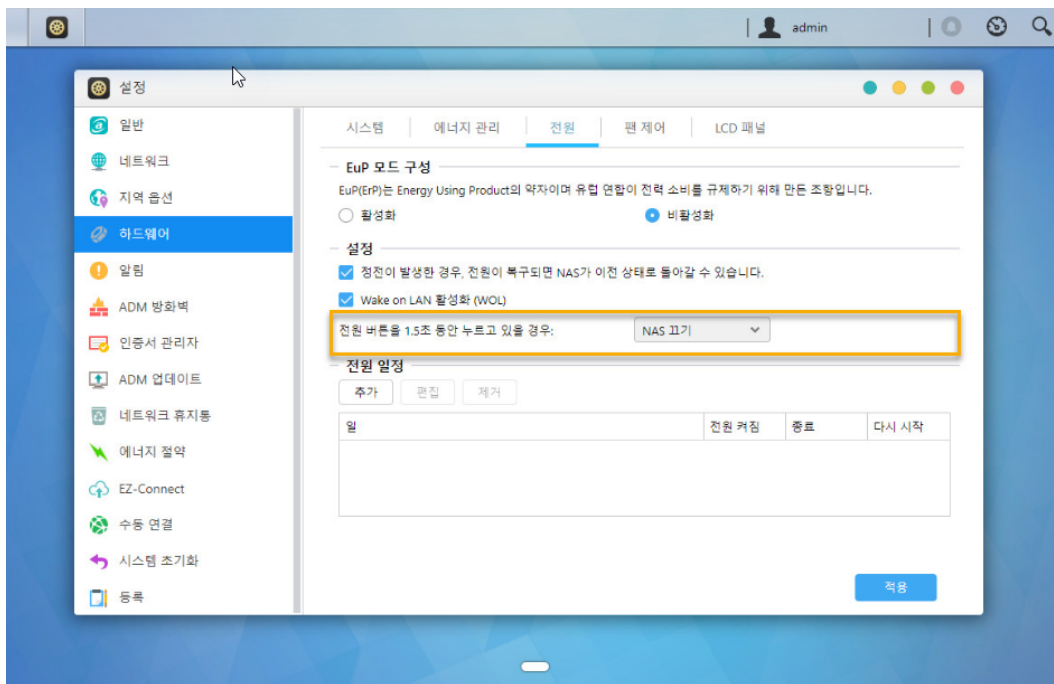 admin
설정
일반
네트워크
지역 옵션
하드웨어
알림
ADM 방화벽
인증서 관리자
ADM 업데이트
네트워크 휴지통
에너지 절약
EZ-Connect
수동 연결
시스템 초기화
등록
시스템 에너지 관리 전원 팬 제어 LCD 패널
EuP 모드 구성
EuP(ErP)는 Energy Using Product의 약자이며 유럽 연합이 전력 소비를 규제하기 위해 만든 조항입니다.
활성화 비활성화
설정
정전이 발생한 경우, 전원이 복구되면 NAS가 이전 상태로 돌아갈 수 있습니다.
Wake on LAN 활성화 (WOL)
전원 버튼을 1.5초 동안 누르고 있을 경우: NAS 끄기
전원 일정
추가 편집 제거
일 전원 켜짐 종료 다시 시작
적용